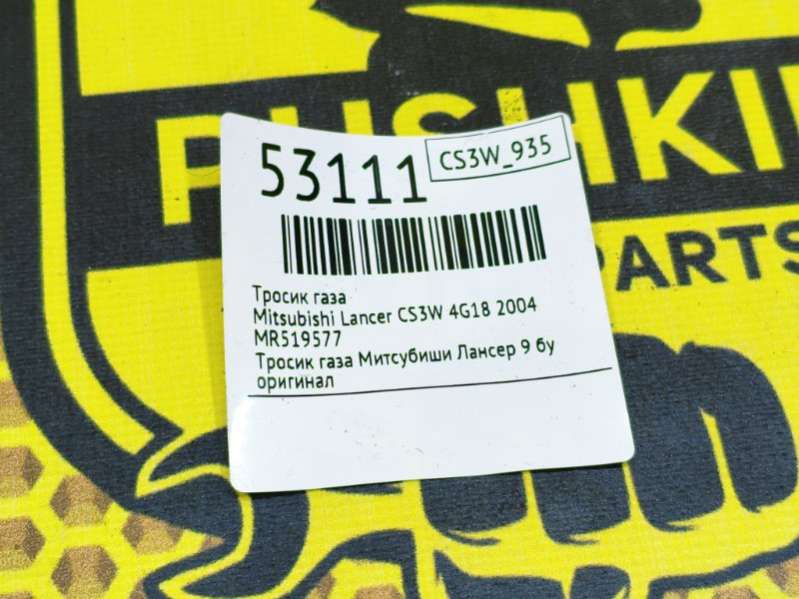 PUSHKI
PARTS
53111
CS3W_935
Тросик газа
Mitsubishi Lancer CS3W 4G18 2004
MR519577
Тросик газа Митсубиши Лансер 9 бу
оригинал